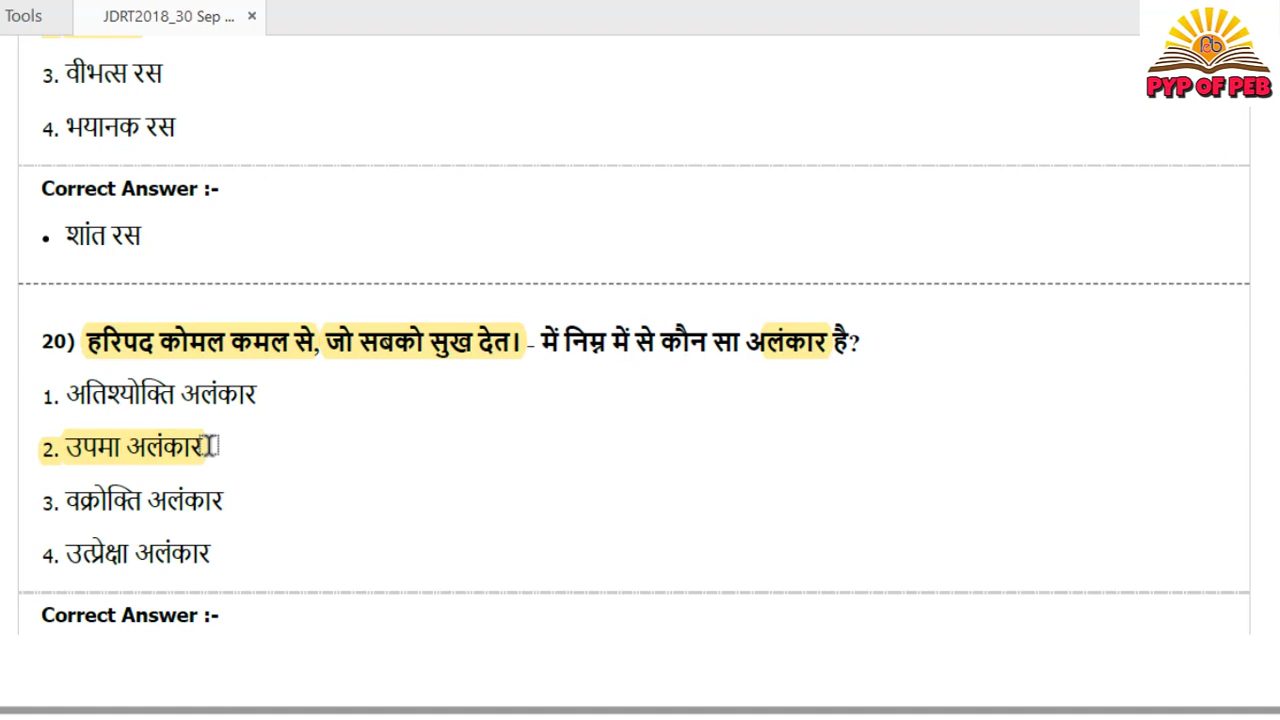 Tools
JDRT2018_30 Sep ... ×
PEB
PYP OF PEB
3. वीभत्स रस
4. भयानक रस
Correct Answer :-
• शांत रस
20) हरिपद कोमल कमल से, जो सबको सुख देत। - में निम्न में से कौन सा अलंकार है?
1. अतिश्योक्ति अलंकार
2. उपमा अलंकार
3. वक्रोक्ति अलंकार
4. उत्प्रेक्षा अलंकार
Correct Answer :-